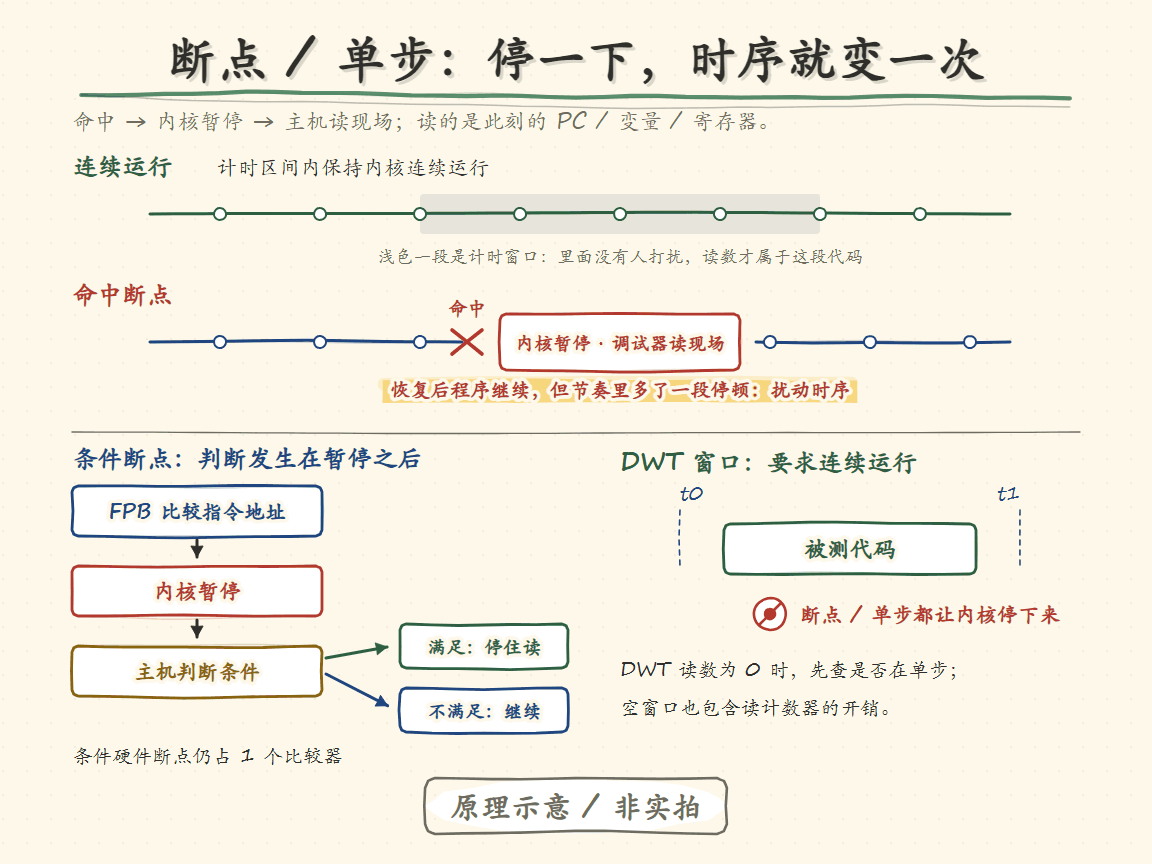 断点 / 单步：停一下，时序就变一次
命中 → 内核暂停 → 主机读现场；读的是此刻的 PC / 变量 / 寄存器。
连续运行 计时区间内保持内核连续运行
浅色一段是计时窗口：里面没有人打扰，读数才属于这段代码
命中断点
命中
内核暂停 · 调试器读现场
恢复后程序继续，但节奏里多了一段停顿：扰动时序
条件断点：判断发生在暂停之后
FPB 比较指令地址
内核暂停
主机判断条件
满足：停住读
不满足：继续
条件硬件断点仍占 1 个比较器
DWT 窗口：要求连续运行
t0 t1
被测代码
断点 / 单步都让内核停下来
DWT 读数为 0 时，先查是否在单步；
空窗口也包含读计数器的开销。
原理示意 / 非实拍